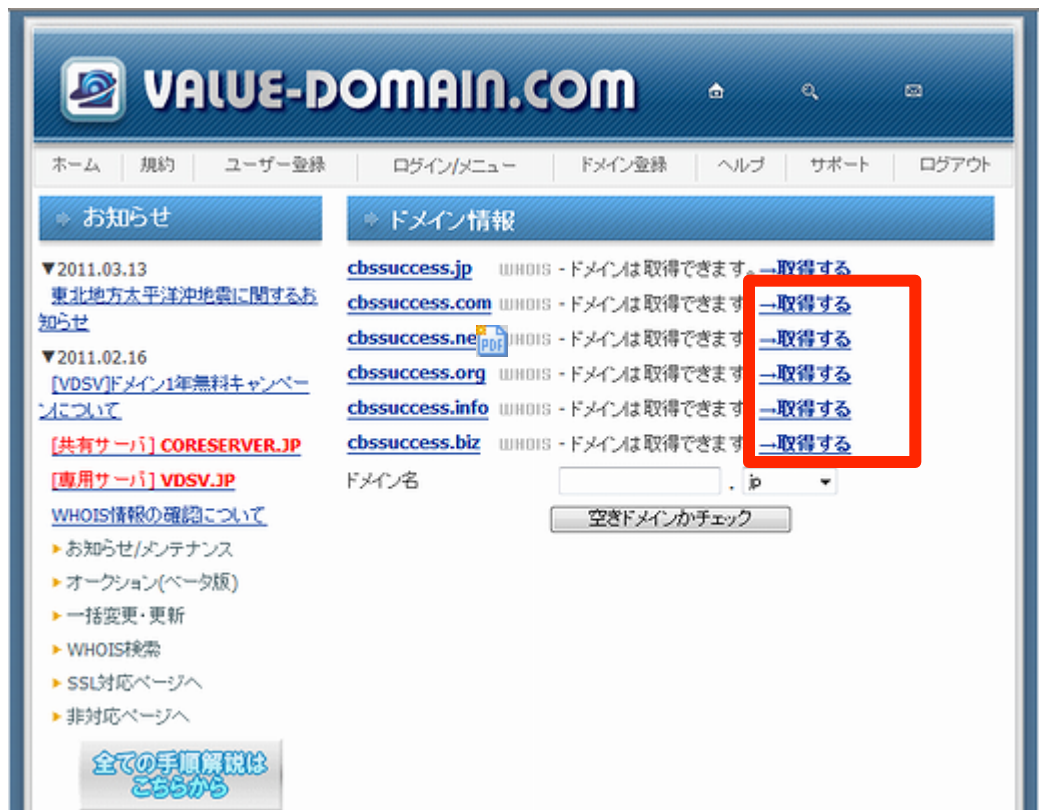 VALUE-DOMAIN.COM
ホーム 規約 ユーザー登録 ログイン/メニュー ドメイン登録 ヘルプ サポート ログアウト
お知らせ
▼2011.03.13
東北地方太平洋沖地震に関するお
知らせ
▼2011.02.16
[VDSV]ドメイン1年無料キャンペー
ンについて
[共有サーバ] CORESERVER.JP
[専用サーバ] VDSV.JP
WHOIS情報の確認について
お知らせ/メンテナンス
オークション(ベータ版)
一括変更・更新
WHOIS検索
SSL対応ページへ
非対応ページへ
全ての手順解説は
こちらから
ドメイン情報
cbssuccess.jp WHOIS - ドメインは取得できます。→取得する
cbssuccess.com WHOIS - ドメインは取得できます →取得する
cbssuccess.ne PDF HOIS - ドメインは取得できます →取得する
cbssuccess.org WHOIS - ドメインは取得できます →取得する
cbssuccess.info WHOIS - ドメインは取得できます →取得する
cbssuccess.biz WHOIS - ドメインは取得できます →取得する
ドメイン名 . jp
空きドメインかチェック